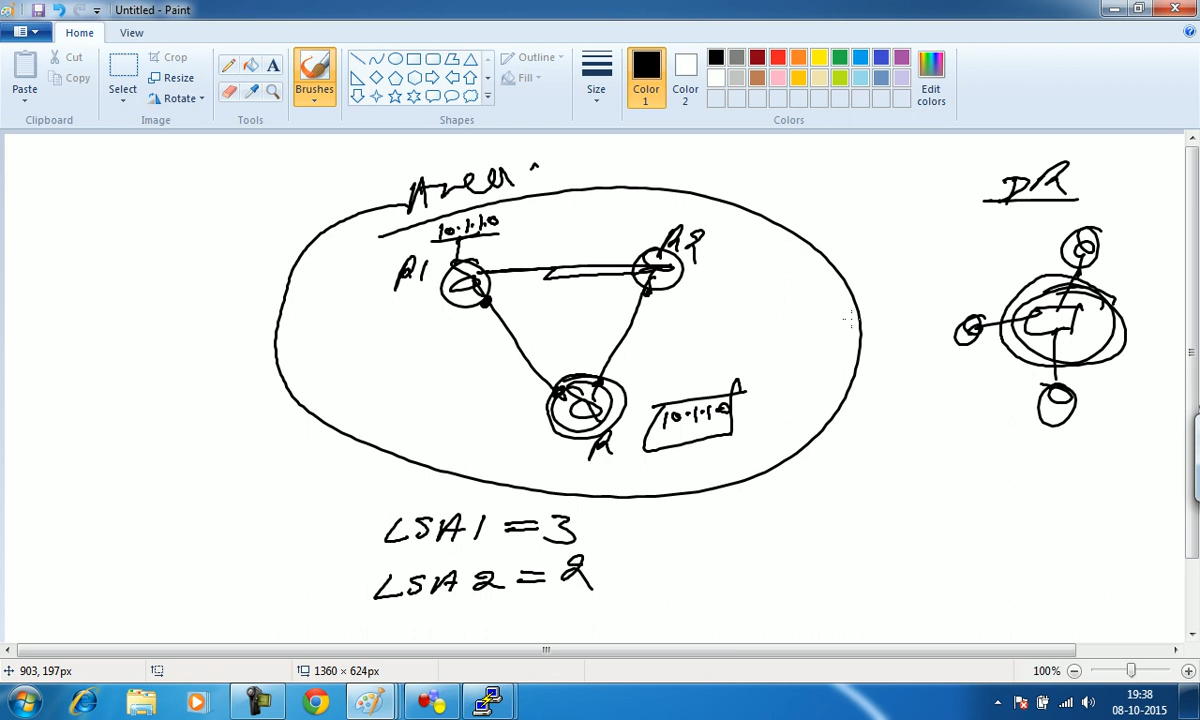 Untitled - Paint
Home
View
Paste
Cut
Copy
Clipboard
Select
Crop
Resize
Rotate
Image
Tools
Brushes
Outline
Fill
Shapes
Size
Color 1
Color 2
Edit colors
Colors
Area
DR
10.1.1.0
R1
R2
10.1.1.0
R
LSA1 = 3
LSA2 = 2
903, 197px
1360 × 624px
100%
19:38
08-10-2015